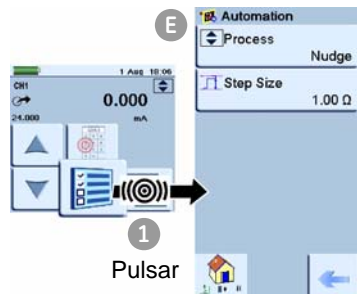 1 Aug 10:06
CH1
0.000
24.000
mA
1
Pulsar
E
Automation
Process
Nudge
Step Size
1.00 Ω